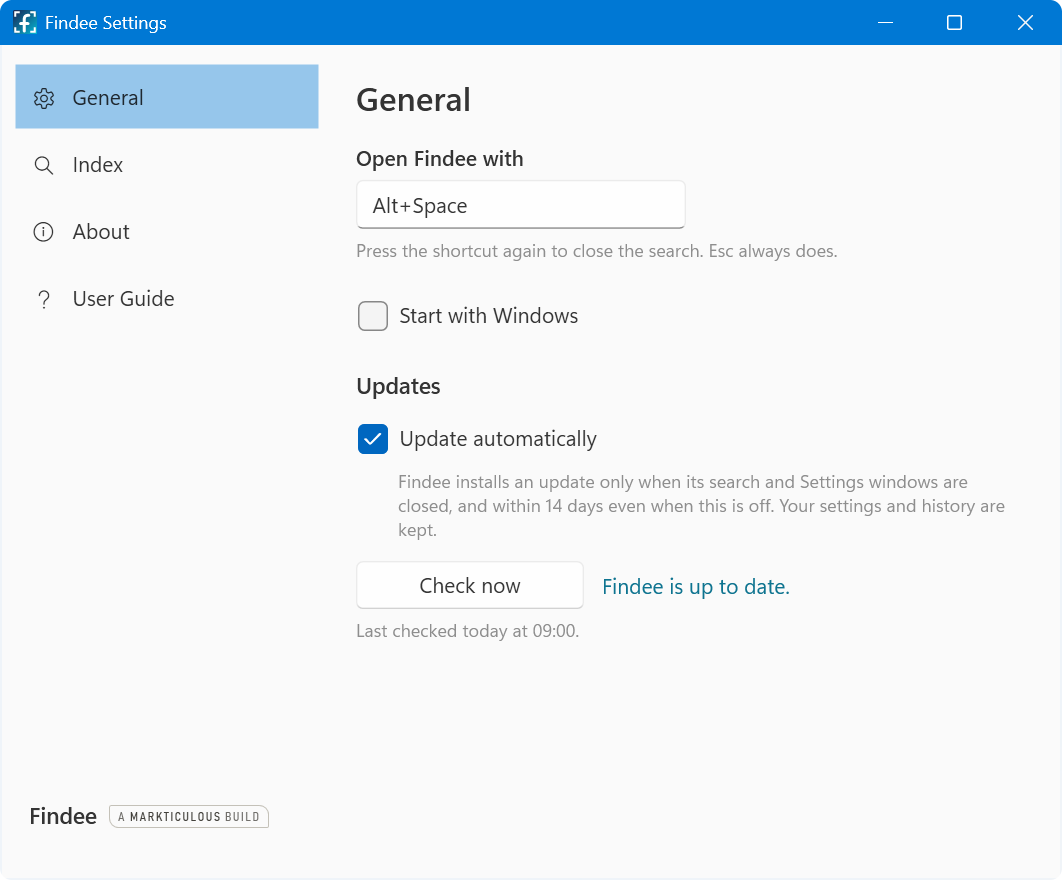 Findee Settings
General
Index
About
? User Guide
General
Open Findee with
Alt+Space
Press the shortcut again to close the search. Esc always does.
Start with Windows
Updates
Update automatically
Findee installs an update only when its search and Settings windows are
closed, and within 14 days even when this is off. Your settings and history are
kept.
Check now
Findee is up to date.
Last checked today at 09:00.
Findee
A MARKTICULOUS BUILD